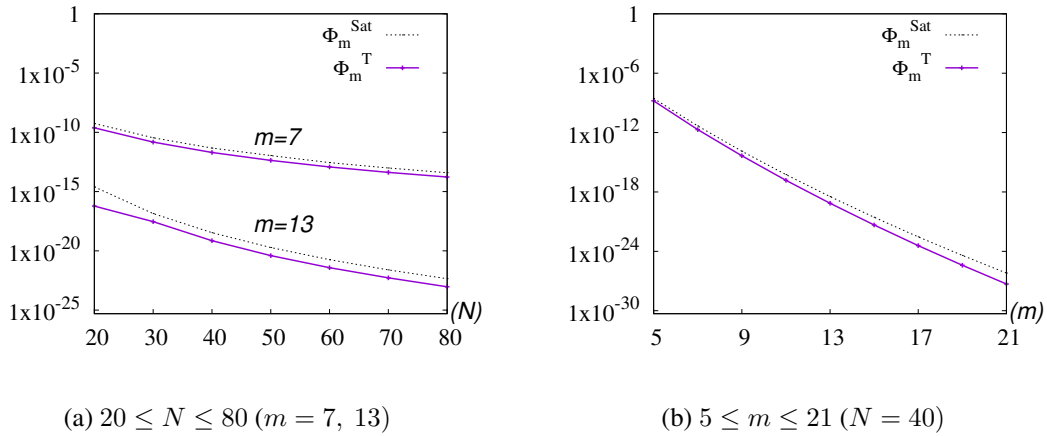 1
1x10^-5
1x10^-10
1x10^-15
1x10^-20
1x10^-25
Φ_m^Sat
Φ_m^T
m=7
m=13
(N)
20 30 40 50 60 70 80
(a) 20 ≤ N ≤ 80 (m = 7, 13)
1
1x10^-6
1x10^-12
1x10^-18
1x10^-24
1x10^-30
Φ_m^Sat
Φ_m^T
(m)
5 9 13 17 21
(b) 5 ≤ m ≤ 21 (N = 40)